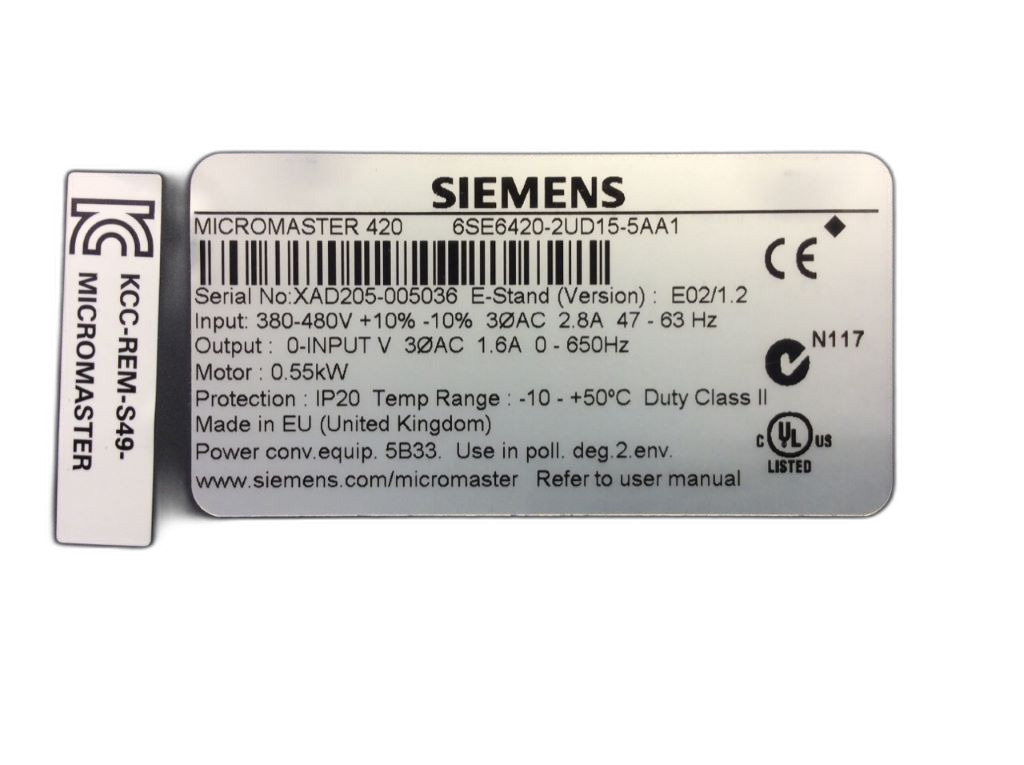 SIEMENS
MICROMASTER 420 6SE6420-2UD15-5AA1
Serial No:XAD205-005036 E-Stand (Version) : E02/1.2
Input: 380-480V +10% -10% 3ØAC 2.8A 47 - 63 Hz
Output : 0-INPUT V 3ØAC 1.6A 0 - 650Hz
Motor : 0.55kW
Protection : IP20 Temp Range : -10 - +50ºC Duty Class II
Made in EU (United Kingdom)
Power conv.equip. 5B33. Use in poll. deg.2.env.
www.siemens.com/micromaster Refer to user manual
CE
N117
C UL US
LISTED
KCC-REM-S49-
MICROMASTER